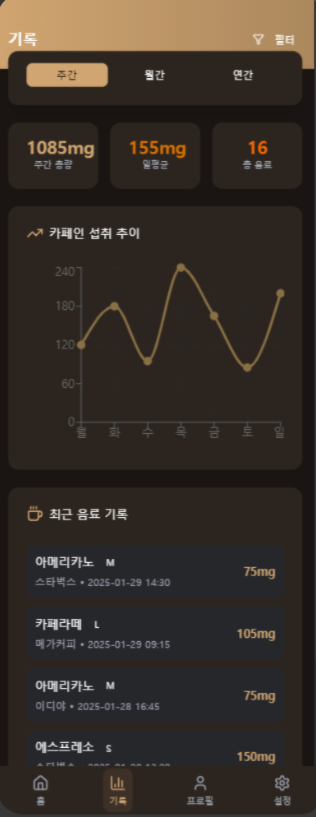 기록
필터
주간 월간 연간
1085mg 155mg 16
주간 총량 일평균 총 음료
카페인 섭취 추이
240
180
120
60
0
월 화 수 목 금 토 일
최근 음료 기록
아메리카노 M
스타벅스 • 2025-01-29 14:30
75mg
카페라떼 L
메가커피 • 2025-01-29 09:15
105mg
아메리카노 M
이디야 • 2025-01-28 16:45
75mg
에스프레소 S
150mg
홈 기록 프로필 설정